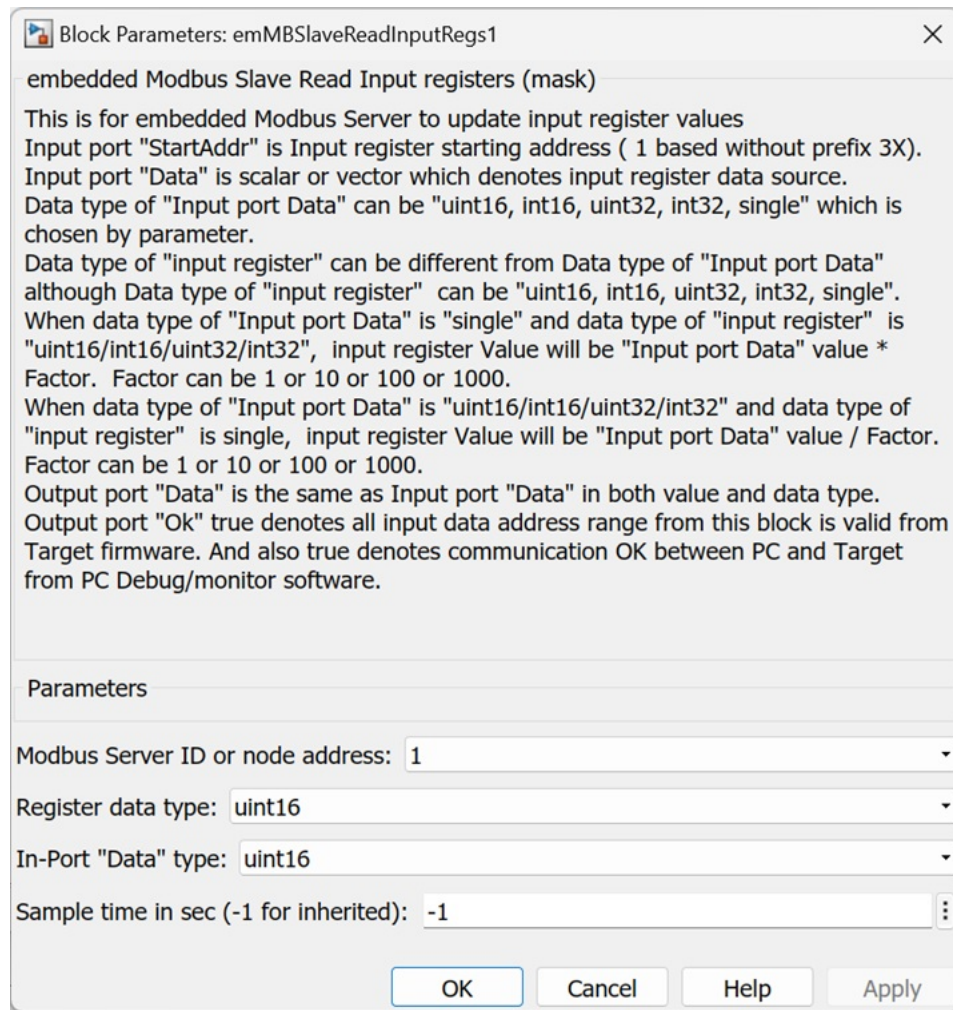 Block Parameters: emMBSlaveReadInputRegs1
embedded Modbus Slave Read Input registers (mask)
This is for embedded Modbus Server to update input register values
Input port "StartAddr" is Input register starting address ( 1 based without prefix 3X).
Input port "Data" is scalar or vector which denotes input register data source.
Data type of "Input port Data" can be "uint16, int16, uint32, int32, single" which is
chosen by parameter.
Data type of "input register" can be different from Data type of "Input port Data"
although Data type of "input register"  can be "uint16, int16, uint32, int32, single".
When data type of "Input port Data" is "single" and data type of "input register"  is
"uint16/int16/uint32/int32",  input register Value will be "Input port Data" value *
Factor.  Factor can be 1 or 10 or 100 or 1000.
When data type of "Input port Data" is "uint16/int16/uint32/int32" and data type of
"input register"  is single,  input register Value will be "Input port Data" value / Factor.
Factor can be 1 or 10 or 100 or 1000.
Output port "Data" is the same as Input port "Data" in both value and data type.
Output port "Ok" true denotes all input data address range from this block is valid from
Target firmware. And also true denotes communication OK between PC and Target
from PC Debug/monitor software.
Parameters
Modbus Server ID or node address: 1
Register data type: uint16
In-Port "Data" type: uint16
Sample time in sec (-1 for inherited): -1
OK Cancel Help Apply